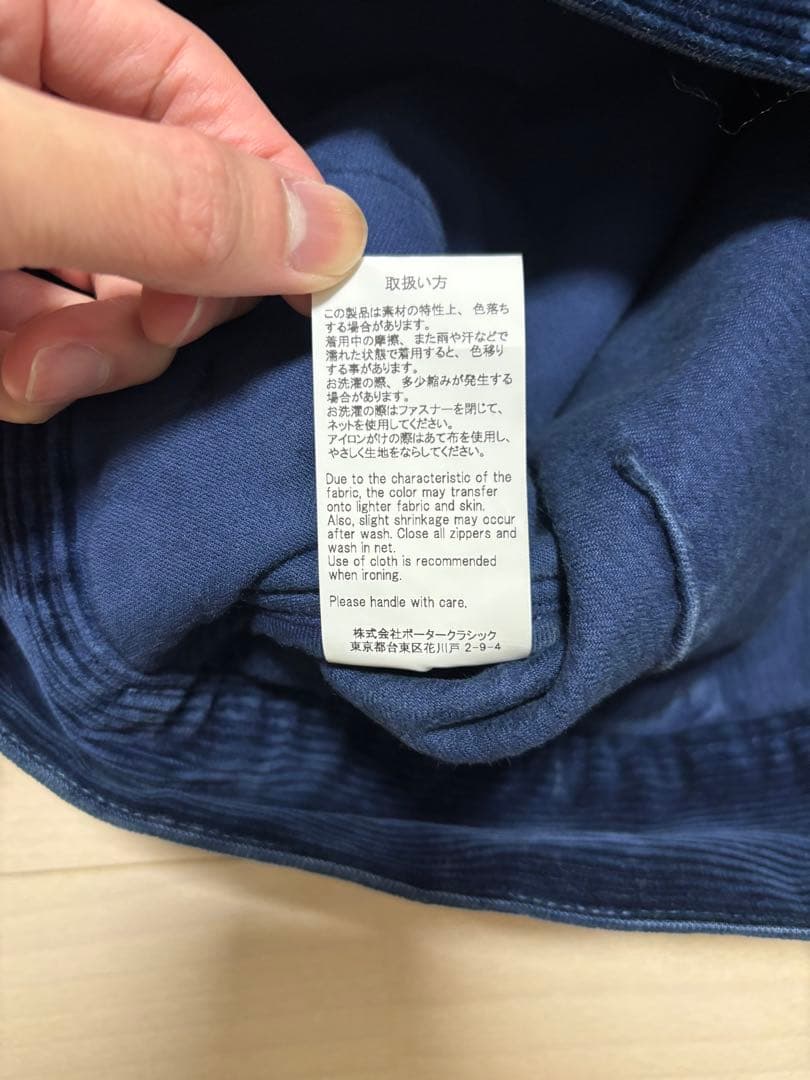 取扱い方
この製品は素材の特性上、色落ち
する場合があります。
着用中の摩擦、また雨や汗などで
濡れた状態で着用すると、色移り
する事があります。
お洗濯の際、多少縮みが発生する
場合があります。
お洗濯の際はファスナーを閉じて、
ネットを使用してください。
アイロンがけの際はあて布を使用し、
やさしく生地をならしてください。
Due to the characteristic of the
fabric, the color may transfer
onto lighter fabric and skin.
Also, slight shrinkage may occur
after wash. Close all zippers and
wash in net.
Use of cloth is recommended
when ironing.
Please handle with care.
株式会社ポータークラシック
東京都台東区花川戸 2-9-4